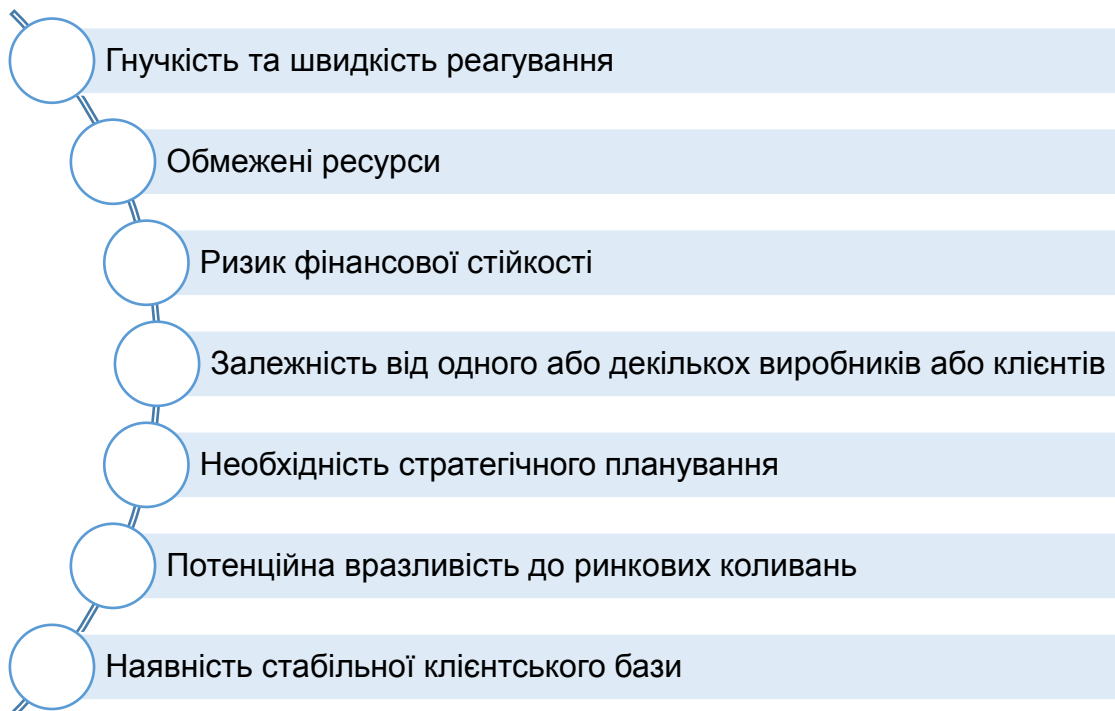 Гнучкість та швидкість реагування
Обмежені ресурси
Ризик фінансової стійкості
Залежність від одного або декількох виробників або клієнтів
Необхідність стратегічного планування
Потенційна вразливість до ринкових коливань
Наявність стабільної клієнтського бази